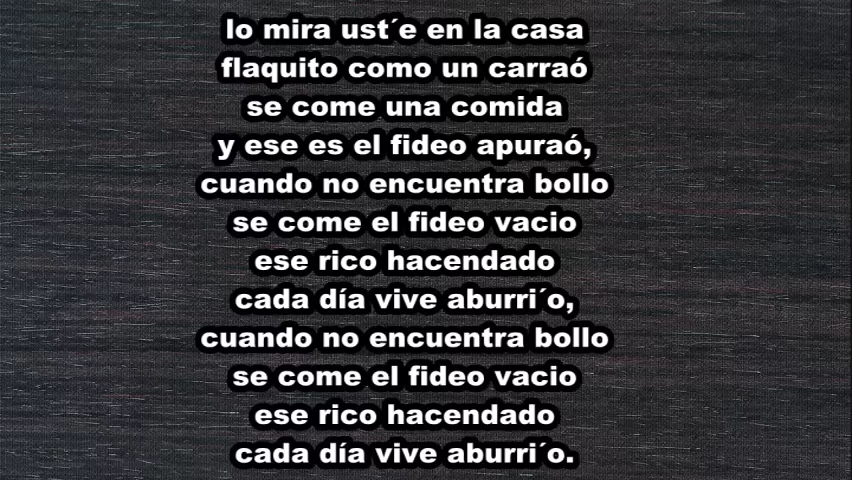 lo mira ust´e en la casa
flaquito como un carraó
se come una comida
y ese es el fideo apuraó,
cuando no encuentra bollo
se come el fideo vacio
ese rico hacendado
cada día vive aburri´o,
cuando no encuentra bollo
se come el fideo vacio
ese rico hacendado
cada día vive aburri´o.